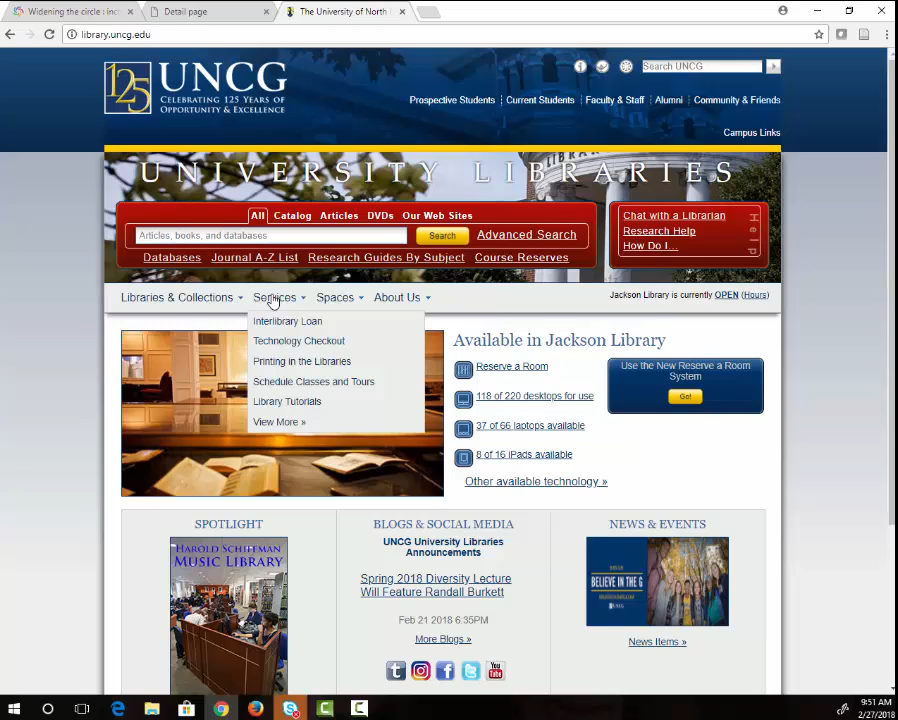 Widening the circle : inc
Detail page
The University of North
library.uncg.edu
125
UNCG
CELEBRATING 125 YEARS OF
OPPORTUNITY & EXCELLENCE
Search UNCG
Prospective Students
Current Students
Faculty & Staff
Alumni
Community & Friends
Campus Links
UNIVERSITY LIBRARIES
All Catalog Articles DVDs Our Web Sites
Articles, books, and databases
Search
Advanced Search
Databases Journal A-Z List Research Guides By Subject Course Reserves
Chat with a Librarian
Research Help
How Do I...
Help
Libraries & Collections Services Spaces About Us
Jackson Library is currently OPEN (Hours)
Interlibrary Loan
Technology Checkout
Printing in the Libraries
Schedule Classes and Tours
Library Tutorials
View More »
Available in Jackson Library
Reserve a Room
118 of 220 desktops for use
37 of 66 laptops available
8 of 16 iPads available
Other available technology »
Use the New Reserve a Room
System
Go!
SPOTLIGHT
HAROLD SCHIFFMAN
MUSIC LIBRARY
BLOGS & SOCIAL MEDIA
UNCG University Libraries
Announcements
Spring 2018 Diversity Lecture
Will Feature Randall Burkett
Feb 21 2018 6:35PM
More Blogs »
You
Tube
NEWS & EVENTS
BELIEVE IN THE G
UNCG
News Items »
9:51 AM
2/27/2018